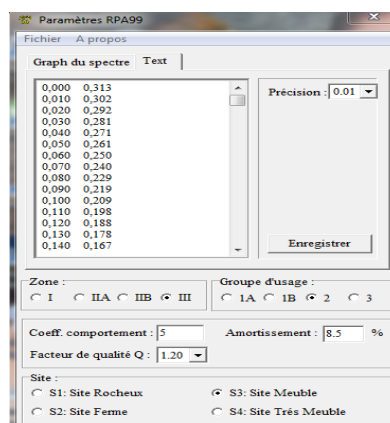 Paramètres RPA99
Fichier A propos
Graph du spectre Text
0,000 0,313
0,010 0,302
0,020 0,292
0,030 0,281
0,040 0,271
0,050 0,261
0,060 0,250
0,070 0,240
0,080 0,229
0,090 0,219
0,100 0,209
0,110 0,198
0,120 0,188
0,130 0,178
0,140 0,167
Précision : 0.01
Enregistrer
Zone :
I IIA IIB III
Groupe d'usage :
1A 1B 2 3
Coeff. comportement : 5 Amortissement : 8.5 %
Facteur de qualité Q : 1.20
Site :
S1: Site Rocheux S3: Site Meuble
S2: Site Ferme S4: Site Trés Meuble